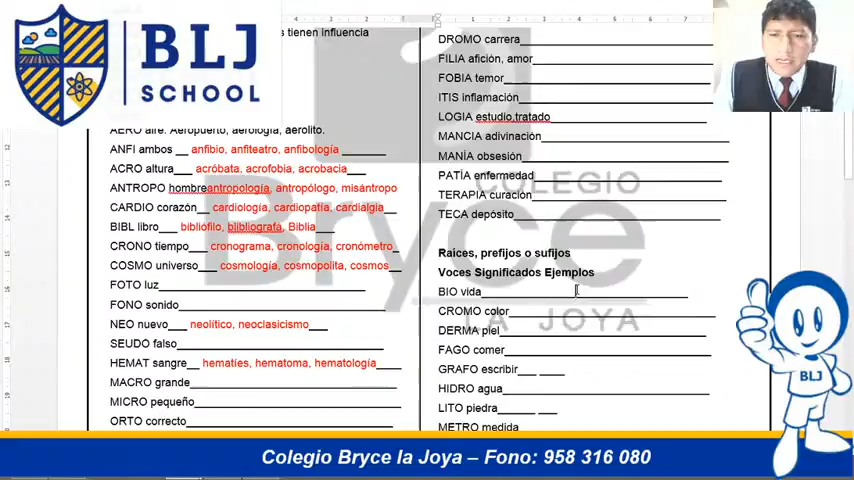 BLJ
SCHOOL
s tienen influencia
AERO aire. Aeropuerto, aerología, aerolito.
ANFI ambos __ anfibio, anfiteatro, anfibología ________
ACRO altura___ acróbata, acrofobia, acrobacia___
ANTROPO hombreantropología, antropólogo, misántropo
CARDIO corazón__ cardiología, cardiopatía, cardialgia__
BIBL libro___ bibliófilo, blibliografá, Biblia___
CRONO tiempo___ cronograma, cronología, cronómetro_
COSMO universo___ cosmología, cosmopolita, cosmos__
FOTO luz
FONO sonido
NEO nuevo___ neolítico, neoclasicismo___
SEUDO falso
HEMAT sangre__ hematíes, hematoma, hematología____
MACRO grande
MICRO pequeño
ORTO correcto
DROMO carrera
FILIA afición, amor
FOBIA temor
ITIS inflamación
LOGIA estudio,tratado
MANCIA adivinación
MANÍA obsesión
PATÍA enfermedad
TERAPIA curación
TECA depósito
Raíces, prefijos o sufijos
Voces Significados Ejemplos
BIO vida
CROMO color
DERMA piel
FAGO comer
GRAFO escribir___ ____
HIDRO agua
LITO piedra______ ___
METRO medida
COLEGIO
Bryce
LA JOYA
BLJ
Colegio Bryce la Joya – Fono: 958 316 080